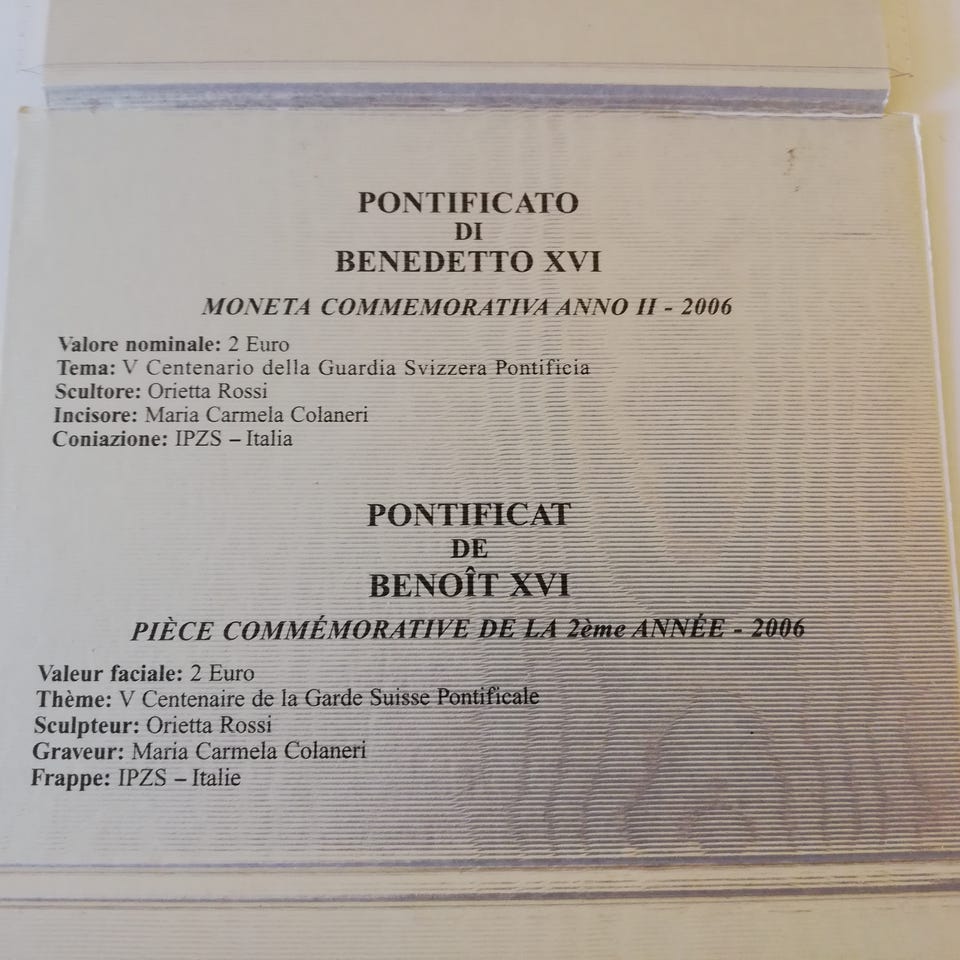 PONTIFICATO
DI
BENEDETTO XVI
MONETA COMMEMORATIVA ANNO II - 2006
Valore nominale: 2 Euro
Tema: V Centenario della Guardia Svizzera Pontificia
Scultore: Orietta Rossi
Incisore: Maria Carmela Colaneri
Coniazione: IPZS – Italia
PONTIFICAT
DE
BENOÎT XVI
PIÈCE COMMÉMORATIVE DE LA 2ème ANNÉE - 2006
Valeur faciale: 2 Euro
Thème: V Centenaire de la Garde Suisse Pontificale
Sculpteur: Orietta Rossi
Graveur: Maria Carmela Colaneri
Frappe: IPZS – Italie